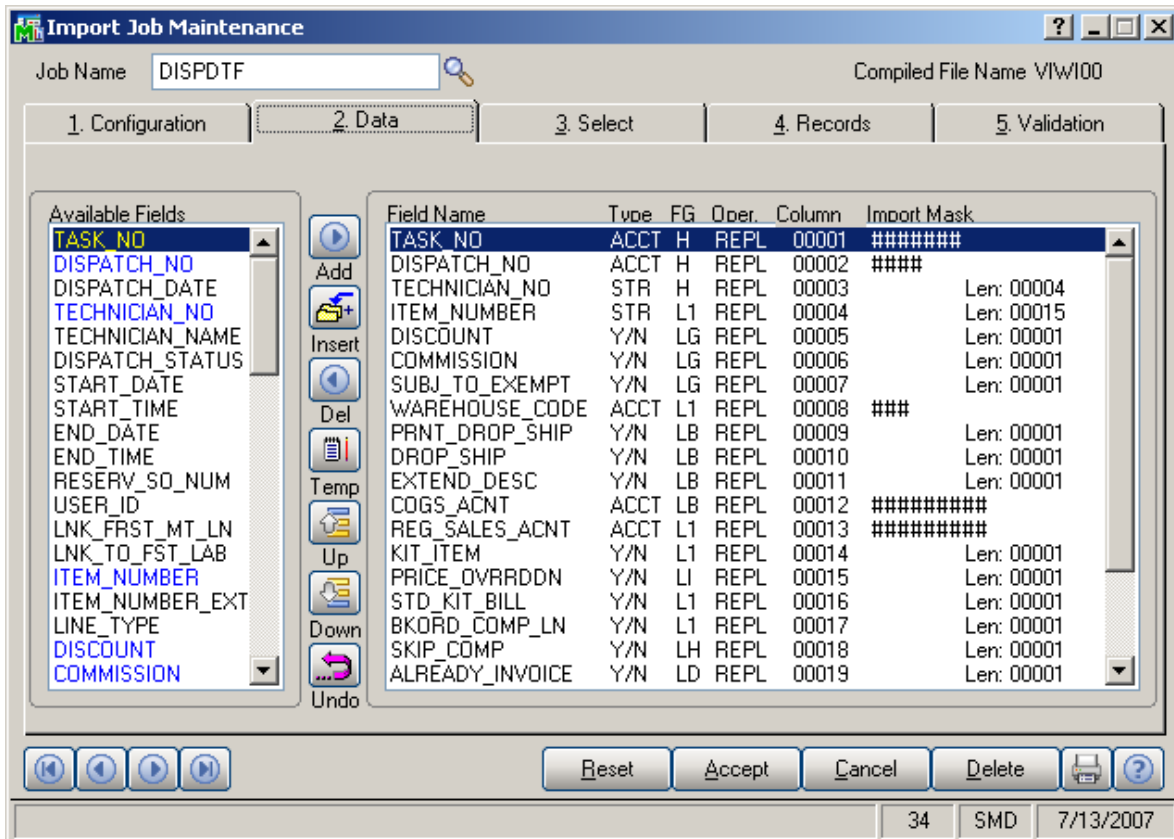 Import Job Maintenance
Job Name DISPDTF Compiled File Name VIWI00
1. Configuration 2. Data 3. Select 4. Records 5. Validation
Available Fields
TASK_NO
DISPATCH_NO
DISPATCH_DATE
TECHNICIAN_NO
TECHNICIAN_NAME
DISPATCH_STATUS
START_DATE
START_TIME
END_DATE
END_TIME
RESERV_SO_NUM
USER_ID
LNK_FRST_MT_LN
LNK_TO_FST_LAB
ITEM_NUMBER
ITEM_NUMBER_EXT
LINE_TYPE
DISCOUNT
COMMISSION
Add
Insert
Del
Temp
Up
Down
Undo
Field Name Type FG Oper. Column Import Mask
TASK_NO ACCT H REPL 00001 #######
DISPATCH_NO ACCT H REPL 00002 ####
TECHNICIAN_NO STR H REPL 00003 Len: 00004
ITEM_NUMBER STR L1 REPL 00004 Len: 00015
DISCOUNT Y/N LG REPL 00005 Len: 00001
COMMISSION Y/N LG REPL 00006 Len: 00001
SUBJ_TO_EXEMPT Y/N LG REPL 00007 Len: 00001
WAREHOUSE_CODE ACCT L1 REPL 00008 ###
PRNT_DROP_SHIP Y/N LB REPL 00009 Len: 00001
DROP_SHIP Y/N LB REPL 00010 Len: 00001
EXTEND_DESC Y/N LB REPL 00011 Len: 00001
COGS_ACNT ACCT LB REPL 00012 #########
REG_SALES_ACNT ACCT L1 REPL 00013 #########
KIT_ITEM Y/N L1 REPL 00014 Len: 00001
PRICE_OVRRDDN Y/N LI REPL 00015 Len: 00001
STD_KIT_BILL Y/N L1 REPL 00016 Len: 00001
BKORD_COMP_LN Y/N L1 REPL 00017 Len: 00001
SKIP_COMP Y/N LH REPL 00018 Len: 00001
ALREADY_INVOICE Y/N LD REPL 00019 Len: 00001
Reset Accept Cancel Delete
34 SMD 7/13/2007